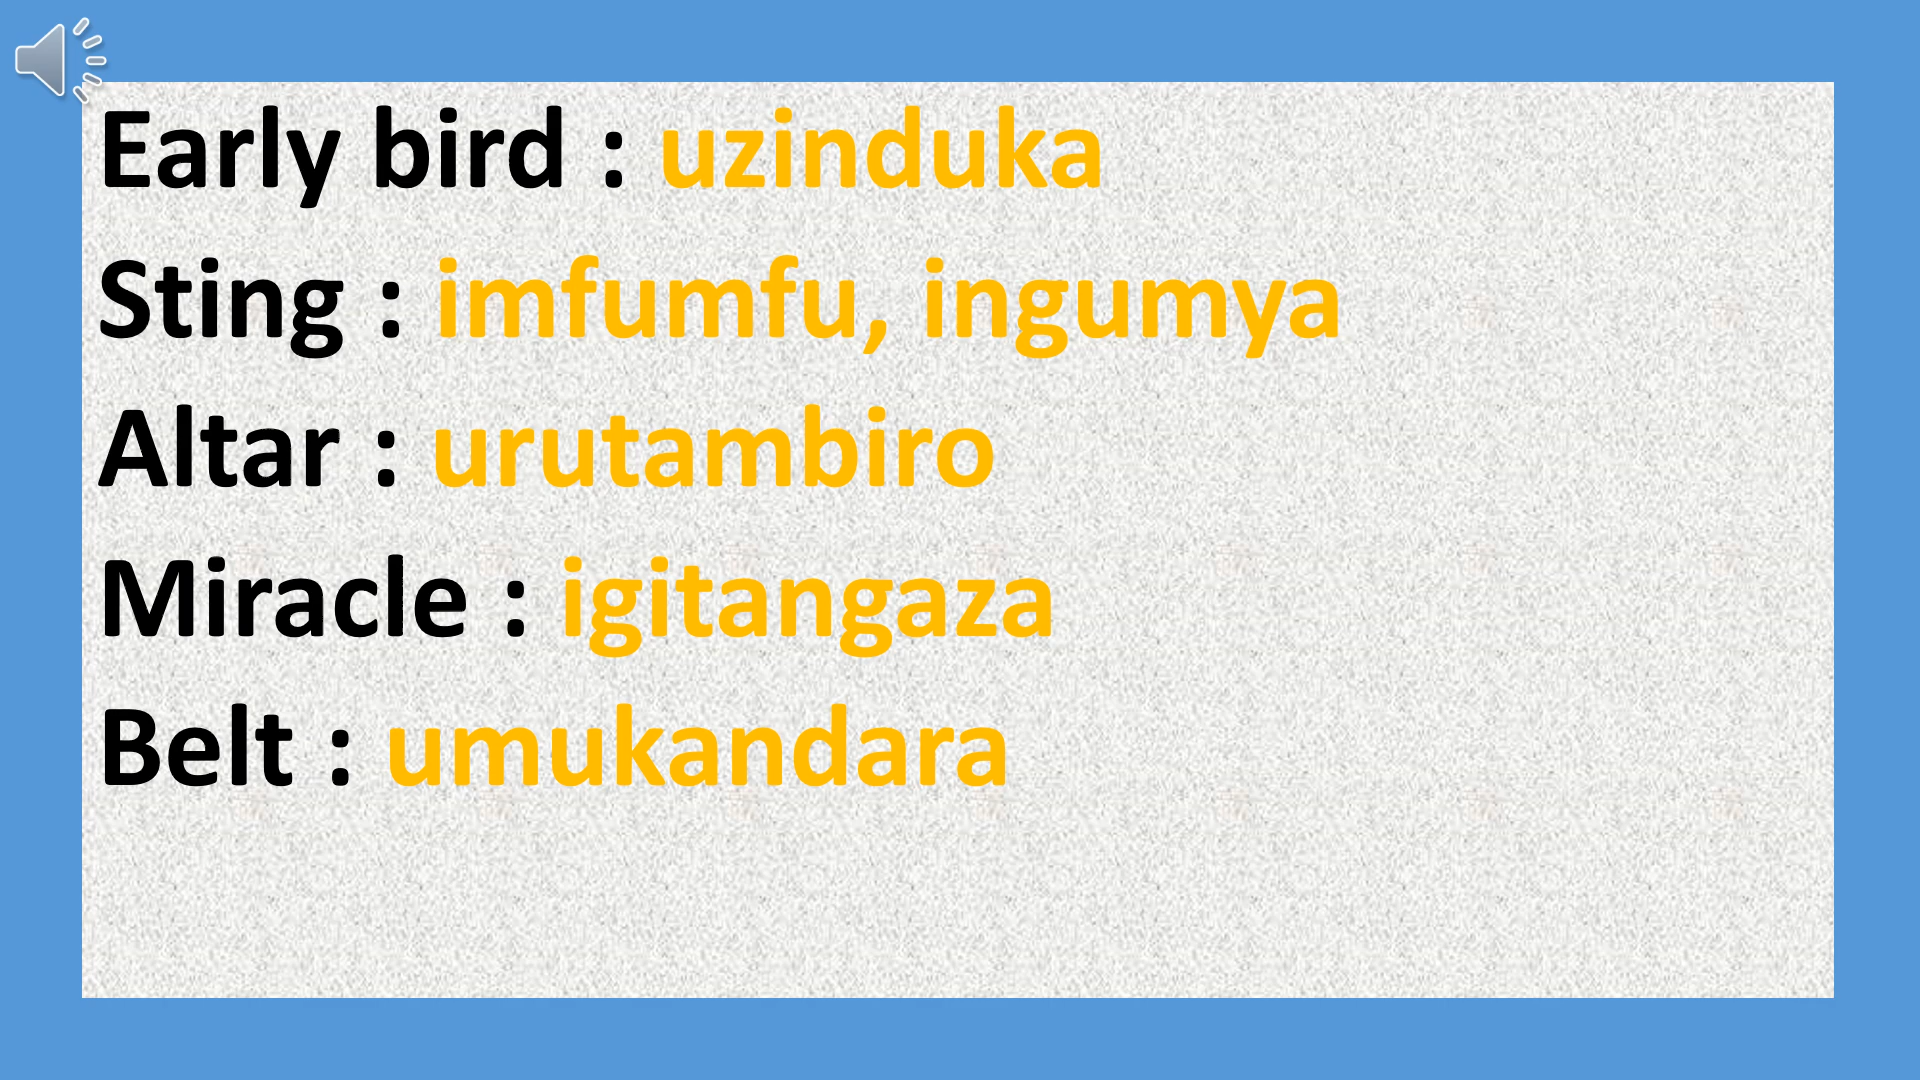 Early bird : uzinduka
Sting : imfumfu, ingumya
Altar : urutambiro
Miracle : igitangaza
Belt : umukandara